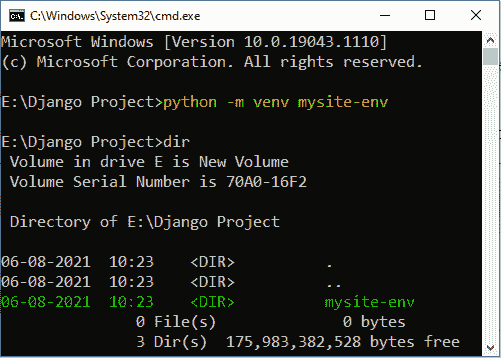 C:\Windows\System32\cmd.exe
Microsoft Windows [Version 10.0.19043.1110]
(c) Microsoft Corporation. All rights reserved.
E:\Django Project>python -m venv mysite-env
E:\Django Project>dir
Volume in drive E is New Volume
Volume Serial Number is 70A0-16F2
Directory of E:\Django Project
06-08-2021  10:23    <DIR>          .
06-08-2021  10:23    <DIR>          ..
06-08-2021  10:23    <DIR>          mysite-env
0 File(s)              0 bytes
3 Dir(s)  175,983,382,528 bytes free